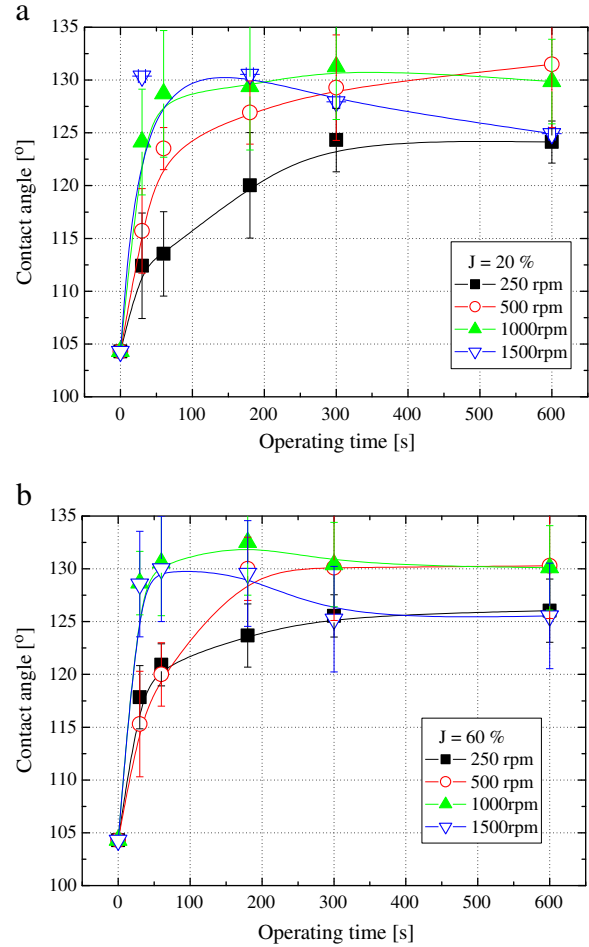 a
135
130
125
120
115
110
105
100
Contact angle [°]
0 100 200 300 400 500 600
Operating time [s]
J = 20 %
250 rpm
500 rpm
1000rpm
1500rpm
b
135
130
125
120
115
110
105
100
Contact angle [°]
0 100 200 300 400 500 600
Operating time [s]
J = 60 %
250 rpm
500 rpm
1000rpm
1500rpm